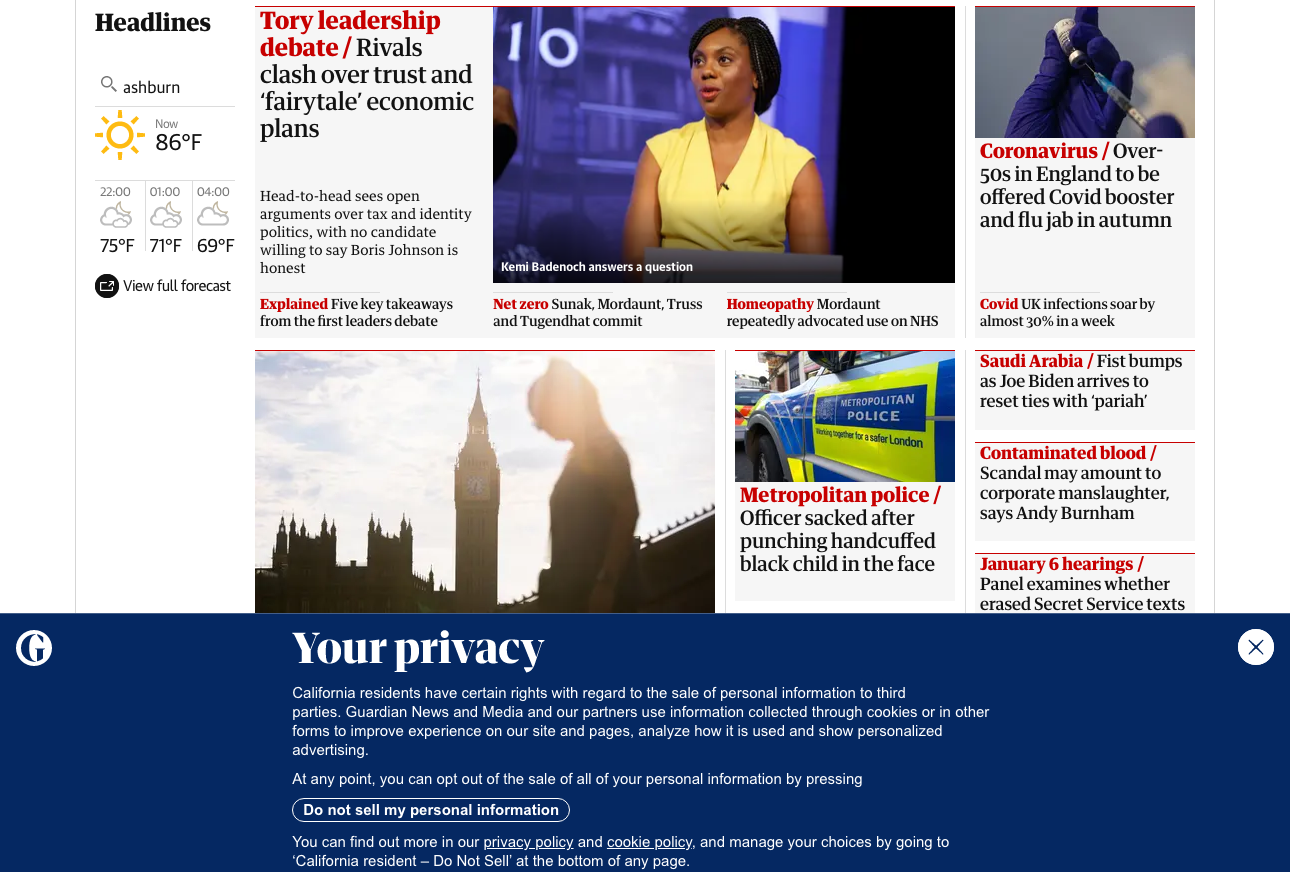 Headlines
ashburn
Now
86°F
22:00 01:00 04:00
75°F 71°F 69°F
View full forecast
Tory leadership
debate / Rivals
clash over trust and
‘fairytale’ economic
plans
Head-to-head sees open
arguments over tax and identity
politics, with no candidate
willing to say Boris Johnson is
honest
10
Kemi Badenoch answers a question
Explained Five key takeaways
from the first leaders debate
Net zero Sunak, Mordaunt, Truss
and Tugendhat commit
Homeopathy Mordaunt
repeatedly advocated use on NHS
Coronavirus / Over-
50s in England to be
offered Covid booster
and flu jab in autumn
Covid UK infections soar by
almost 30% in a week
METROPOLITAN
POLICE
Working together for a safer London
Metropolitan police /
Officer sacked after
punching handcuffed
black child in the face
Saudi Arabia / Fist bumps
as Joe Biden arrives to
reset ties with ‘pariah’
Contaminated blood /
Scandal may amount to
corporate manslaughter,
says Andy Burnham
January 6 hearings /
Panel examines whether
erased Secret Service texts
G
Your privacy
California residents have certain rights with regard to the sale of personal information to third
parties. Guardian News and Media and our partners use information collected through cookies or in other
forms to improve experience on our site and pages, analyze how it is used and show personalized
advertising.
At any point, you can opt out of the sale of all of your personal information by pressing
Do not sell my personal information
You can find out more in our privacy policy and cookie policy, and manage your choices by going to
‘California resident – Do Not Sell’ at the bottom of any page.